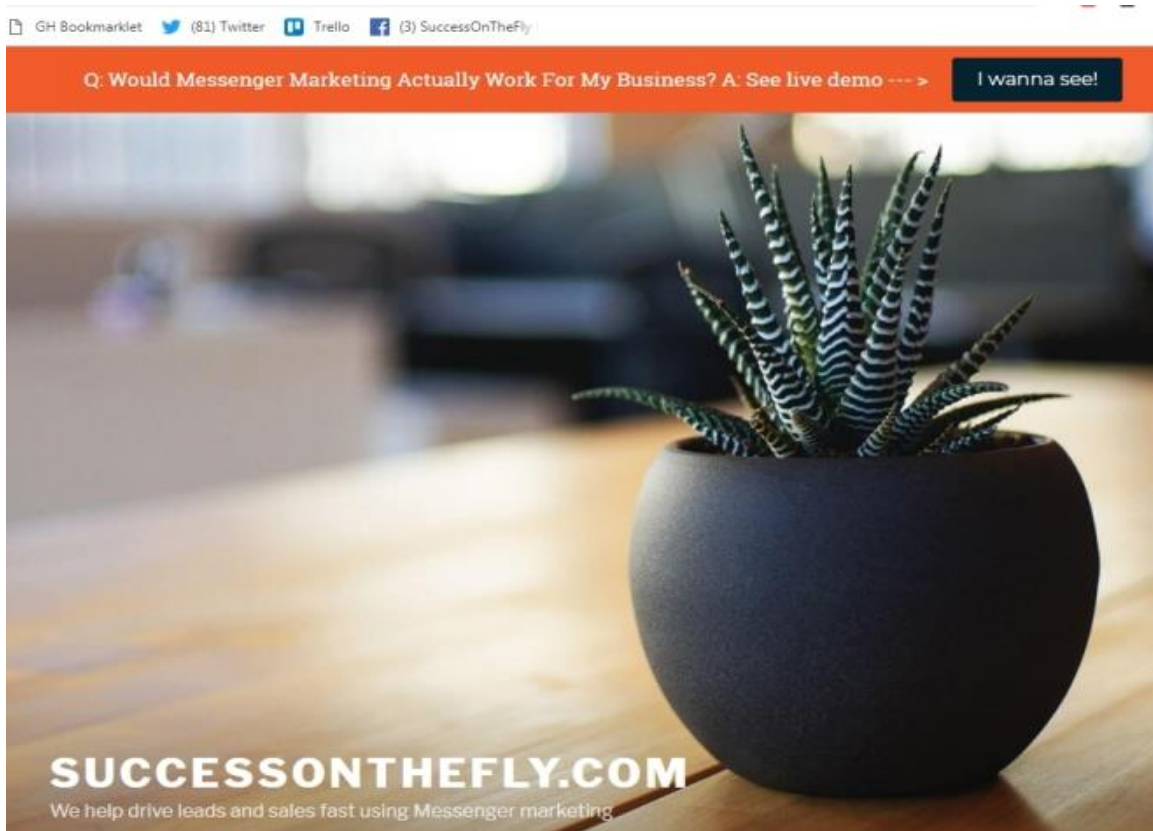 GH Bookmarklet (81) Twitter Trello (3) SuccessOnTheFly
Q: Would Messenger Marketing Actually Work For My Business? A: See live demo --- > I wanna see!
SUCCESSONTHEFLY.COM
We help drive leads and sales fast using Messenger marketing